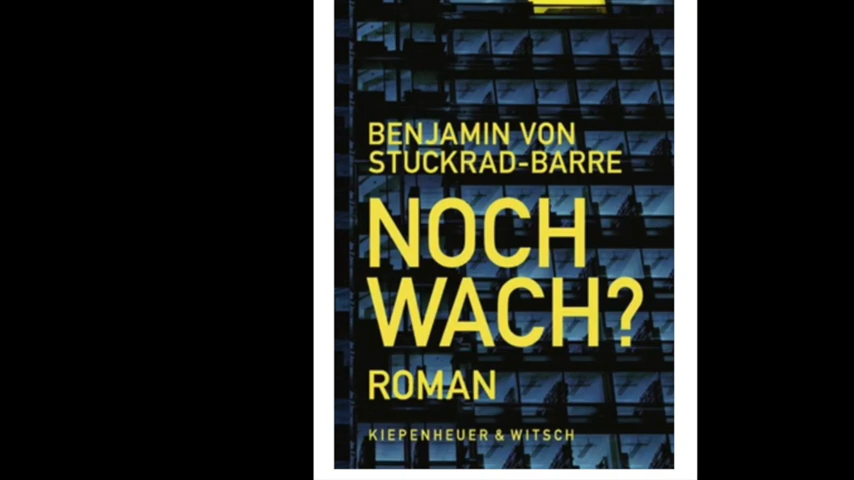 BENJAMIN VON
STUCKRAD-BARRE
NOCH
WACH?
ROMAN
KIEPENHEUER & WITSCH